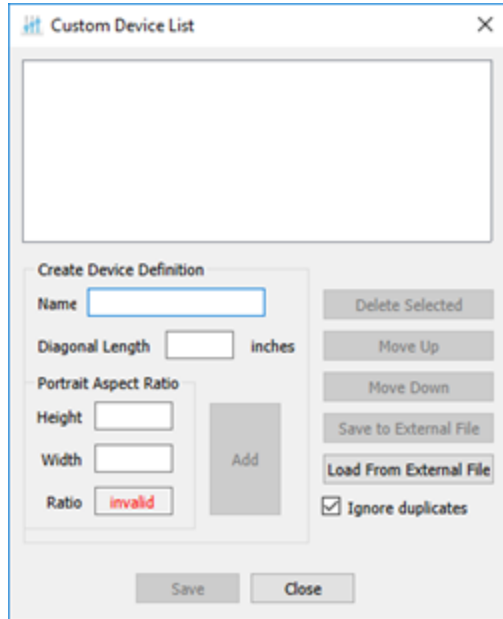 Custom Device List
Create Device Definition
Name
Diagonal Length inches
Portrait Aspect Ratio
Height
Width
Ratio invalid
Add
Delete Selected
Move Up
Move Down
Save to External File
Load From External File
Ignore duplicates
Save Close